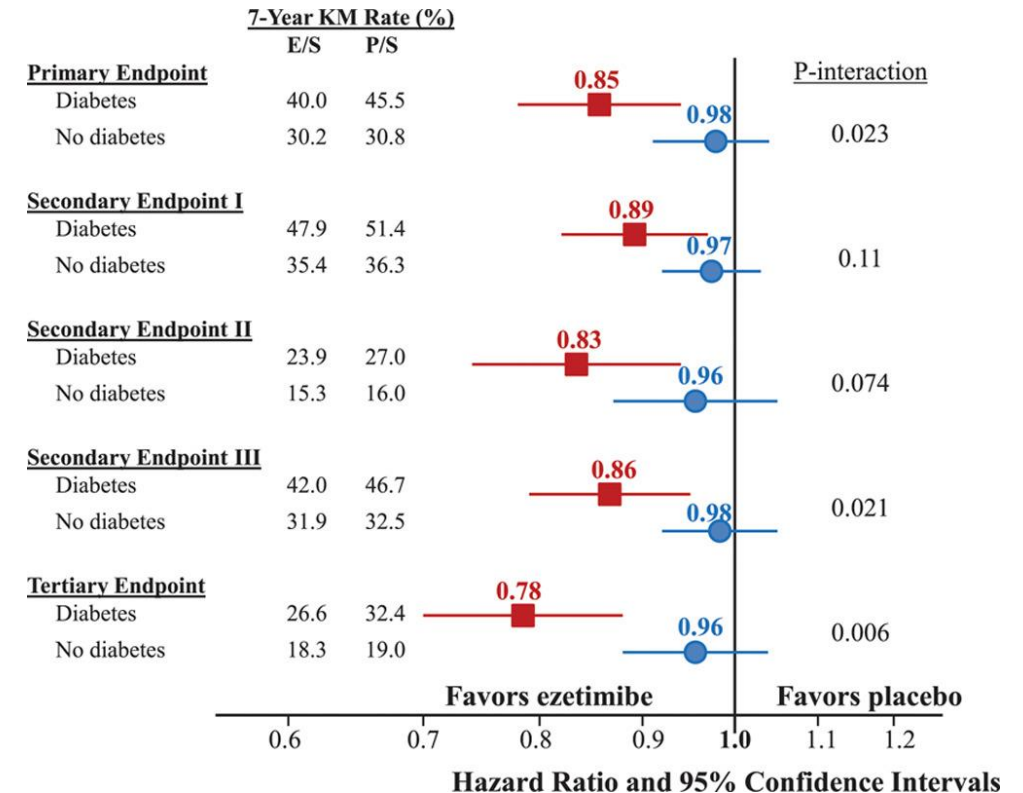 7-Year KM Rate (%)
E/S P/S
Primary Endpoint P-interaction
0.85
Diabetes 40.0 45.5
0.98
No diabetes 30.2 30.8 0.023
Secondary Endpoint I
0.89
Diabetes 47.9 51.4
0.97
No diabetes 35.4 36.3 0.11
Secondary Endpoint II
0.83
Diabetes 23.9 27.0
0.96 0.074
No diabetes 15.3 16.0
Secondary Endpoint III
0.86
Diabetes 42.0 46.7
0.98 0.021
No diabetes 31.9 32.5
Tertiary Endpoint
0.78
Diabetes 26.6 32.4
0.96 0.006
No diabetes 18.3 19.0
Favors ezetimibe Favors placebo
0.6 0.7 0.8 0.9 1.0 1.1 1.2
Hazard Ratio and 95% Confidence Intervals